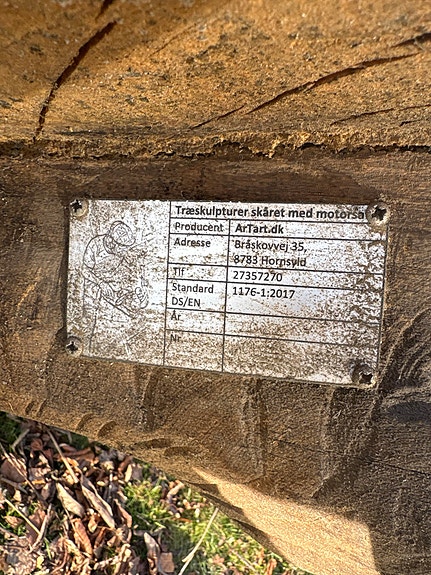 Træskulpturer skåret med motorsa
Producent ArTart.dk
Adresse Bråskovvej 35,
8783 Hornsyld
Tlf 27357270
Standard 1176-1:2017
DS/EN
År
Nr.